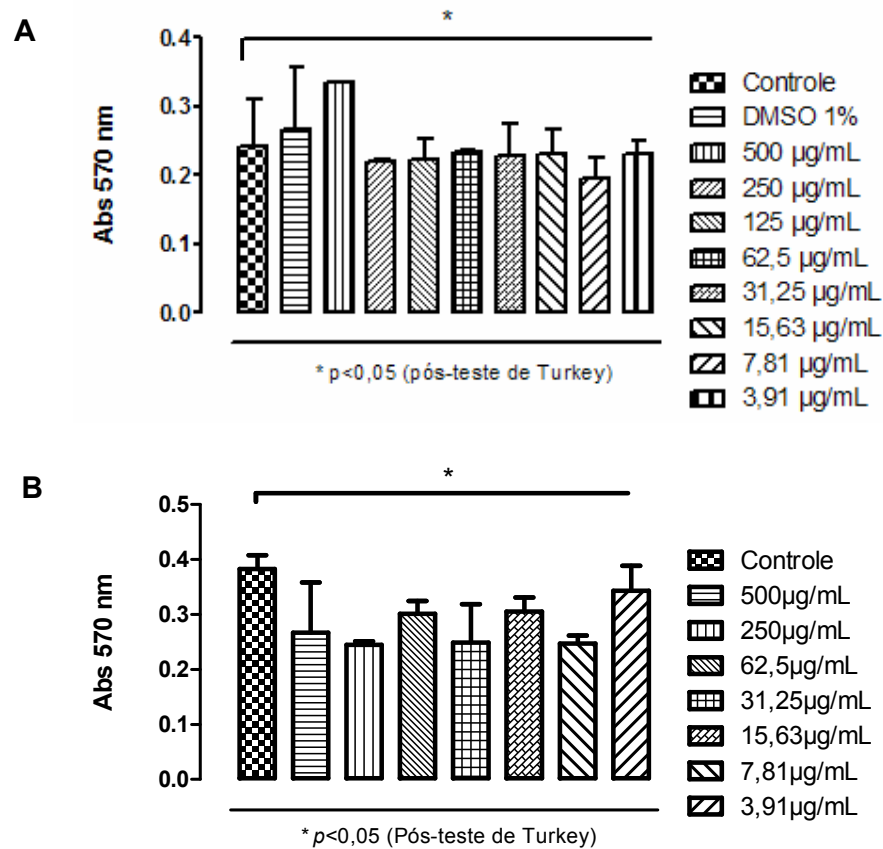 A
*
0.4
0.3
0.2
0.1
0.0
Abs 570 nm
* p<0,05 (pós-teste de Turkey)
Controle
DMSO 1%
500 µg/mL
250 µg/mL
125 µg/mL
62,5 µg/mL
31,25 µg/mL
15,63 µg/mL
7,81 µg/mL
3,91 µg/mL
B
*
0.5
0.4
0.3
0.2
0.1
0.0
Abs 570 nm
* p<0,05 (Pós-teste de Turkey)
Controle
500µg/mL
250µg/mL
62,5µg/mL
31,25µg/mL
15,63µg/mL
7,81µg/mL
3,91µg/mL